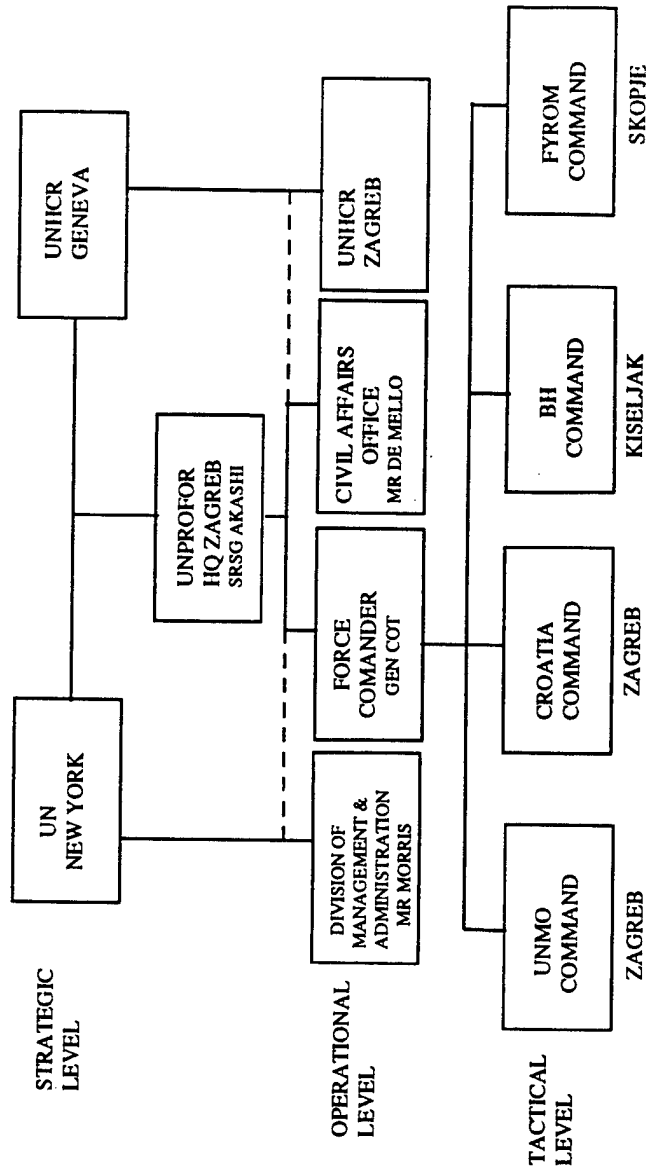 STRATEGIC
LEVEL
UN
NEW YORK
UNHCR
GENEVA
UNPROFOR
HQ ZAGREB
SRSG AKASHI
OPERATIONAL
LEVEL
DIVISION OF
MANAGEMENT &
ADMINISTRATION
MR MORRIS
FORCE
COMANDER
GEN COT
CIVIL AFFAIRS
OFFICE
MR DE MELLO
UNHCR
ZAGREB
TACTICAL
LEVEL
UNMO
COMMAND
ZAGREB
CROATIA
COMMAND
ZAGREB
BH
COMMAND
KISELJAK
FYROM
COMMAND
SKOPJE